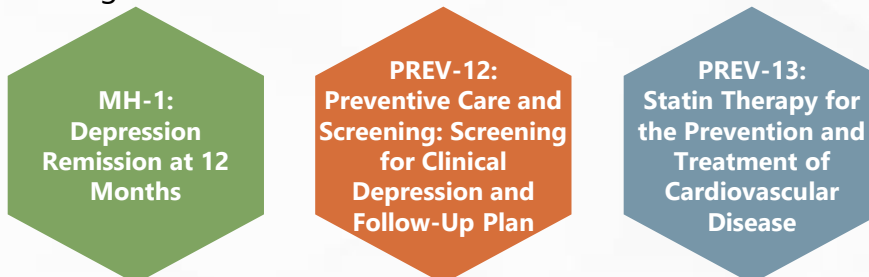 MH-1:
Depression
Remission at 12
Months
PREV-12:
Preventive Care and
Screening: Screening
for Clinical
Depression and
Follow-Up Plan
PREV-13:
Statin Therapy for
the Prevention and
Treatment of
Cardiovascular
Disease